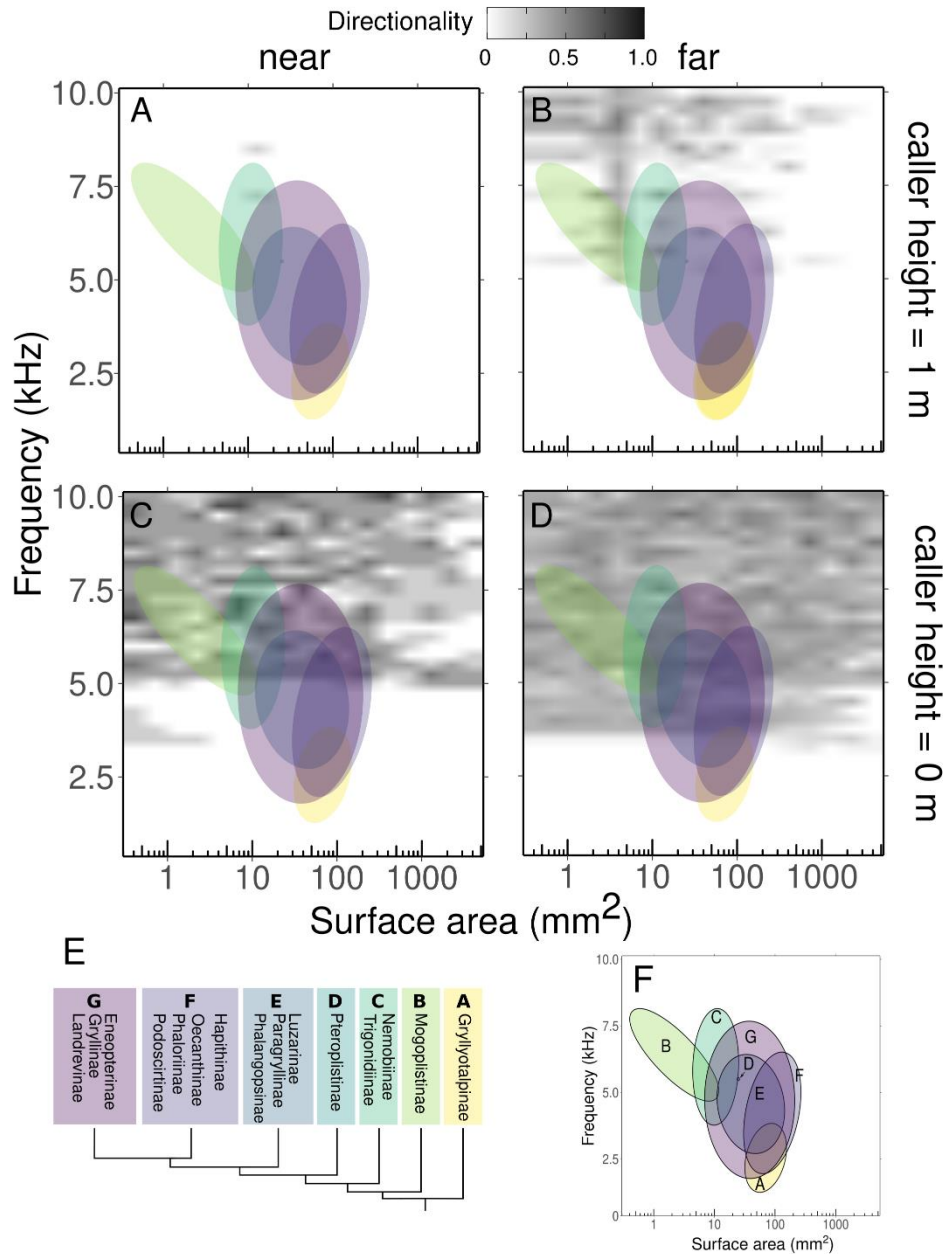 Directionality
0 0.5 1.0
near far
A
B
10.0
7.5
5.0
2.5
caller height = 1 m
Frequency (kHz)
C
D
10.0
7.5
5.0
2.5
caller height = 0 m
1 10 100 1000
1 10 100 1000
Surface area (mm²)
E
G
Eneopterinae
Gryllinae
Landrevinae
F
Hapithinae
Oecanthinae
Phaloriinae
Podoscirtinae
E
Luzarinae
Paragryllinae
Phalangopsinae
D
Pteroplistinae
C
Nemobiinae
Trigonidiinae
B
Mogoplistinae
A
Gryllyotalpinae
F
10.0
7.5
5.0
2.5
0
Frequency (kHz)
B
C
G
D
E
F
A
1 10 100 1000
Surface area (mm²)